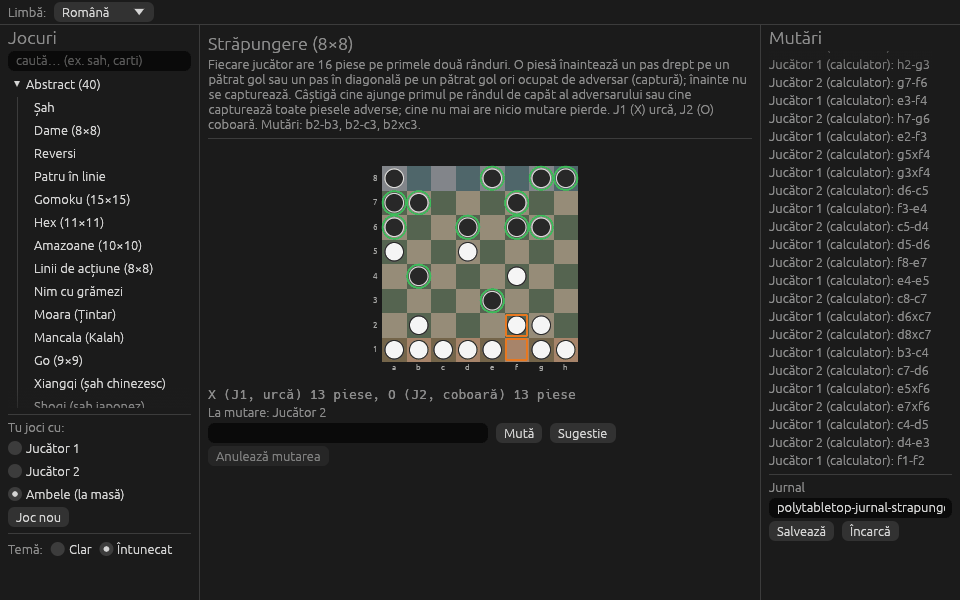 Limbă: Română
Jocuri
caută... (ex. sah, carti)
Abstract (40)
Șah
Dame (8×8)
Reversi
Patru în linie
Gomoku (15×15)
Hex (11×11)
Amazoane (10×10)
Linii de acțiune (8×8)
Nim cu grămezi
Moara (Țintar)
Mancala (Kalah)
Go (9×9)
Xiangqi (șah chinezesc)
Shogi (șah japonez)
Tu joci cu:
Jucător 1
Jucător 2
Ambele (la masă)
Joc nou
Temă: Clar Întunecat
Străpungere (8×8)
Fiecare jucător are 16 piese pe primele două rânduri. O piesă înaintează un pas drept pe un
pătrat gol sau un pas în diagonală pe un pătrat gol ori ocupat de adversar (captură); înainte nu
se capturează. Câștigă cine ajunge primul pe rândul de capăt al adversarului sau cine
capturează toate piesele adverse; cine nu mai are nicio mutare pierde. J1 (X) urcă, J2 (O)
coboară. Mutări: b2-b3, b2-c3, b2xc3.
8
7
6
5
4
3
2
1
a b c d e f g h
X (J1, urcă) 13 piese, O (J2, coboară) 13 piese
La mutare: Jucător 2
Mută Sugestie
Anulează mutarea
Mutări
Jucător 1 (calculator): h2-g3
Jucător 2 (calculator): g7-f6
Jucător 1 (calculator): e3-f4
Jucător 2 (calculator): h7-g6
Jucător 1 (calculator): e2-f3
Jucător 2 (calculator): g5xf4
Jucător 1 (calculator): g3xf4
Jucător 2 (calculator): d6-c5
Jucător 1 (calculator): f3-e4
Jucător 2 (calculator): c5-d4
Jucător 1 (calculator): d5-d6
Jucător 2 (calculator): f8-e7
Jucător 1 (calculator): e4-e5
Jucător 2 (calculator): c8-c7
Jucător 1 (calculator): d6xc7
Jucător 2 (calculator): d8xc7
Jucător 1 (calculator): b3-c4
Jucător 2 (calculator): c7-d6
Jucător 1 (calculator): e5xf6
Jucător 2 (calculator): e7xf6
Jucător 1 (calculator): c4-d5
Jucător 2 (calculator): d4-e3
Jucător 1 (calculator): f1-f2
Jurnal
polytabletop-jurnal-strapunge
Salvează Încarcă